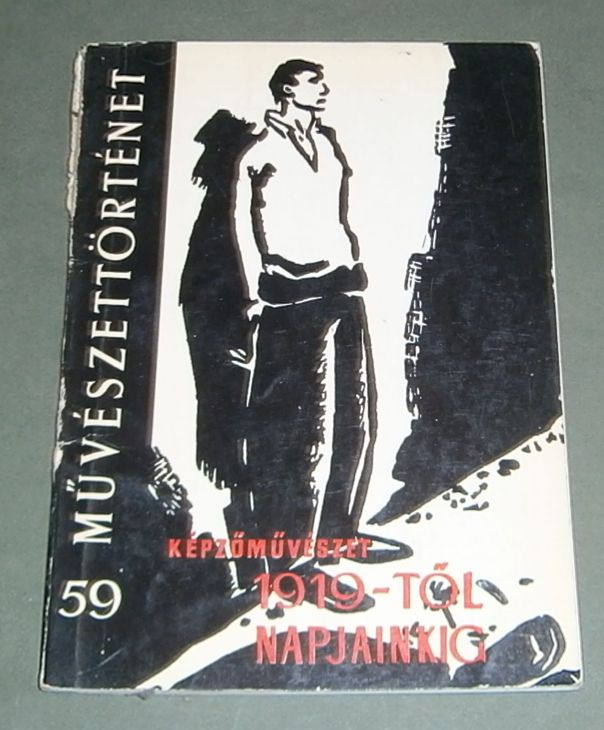 MŰVÉSZETTÖRTÉNET
59
KÉPZŐMŰVÉSZET
1919-TŐL
NAPJAINKIG